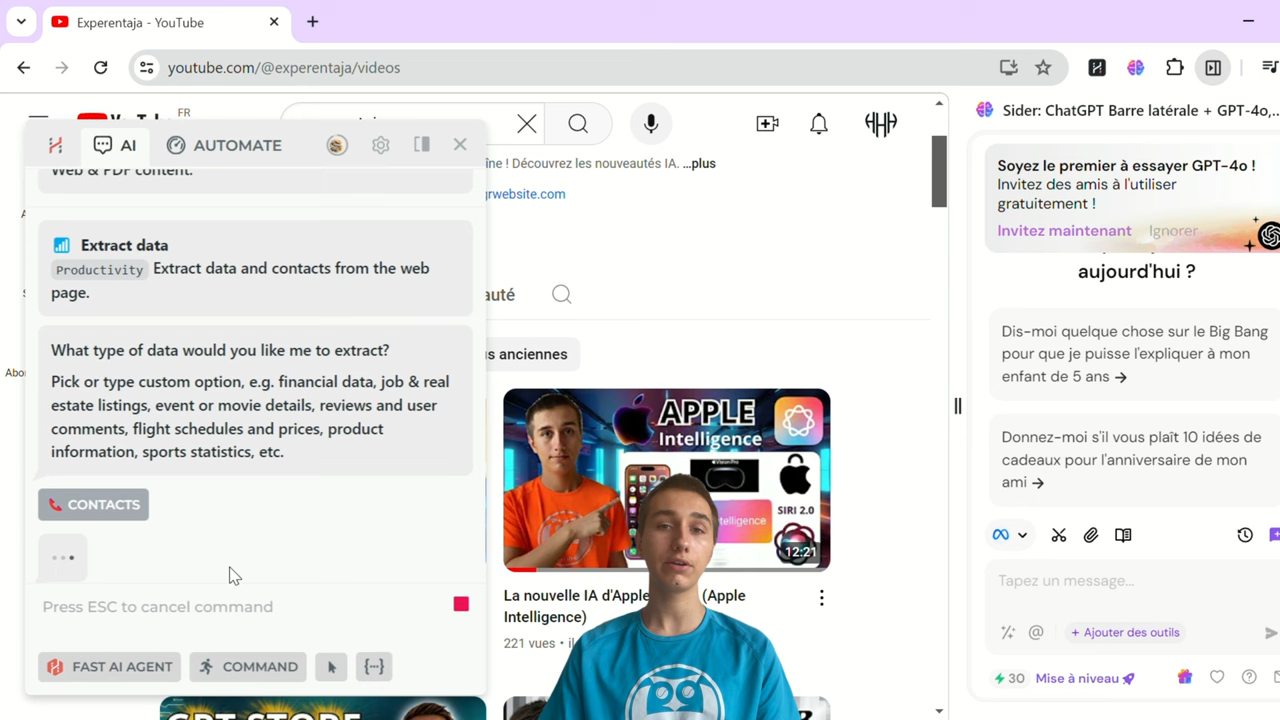 Experentaja - YouTube
youtube.com/@experentaja/videos
FR
AI
AUTOMATE
Web & PDF content.
Extract data
Productivity Extract data and contacts from the web
page.
What type of data would you like me to extract?
Pick or type custom option, e.g. financial data, job & real
estate listings, event or movie details, reviews and user
comments, flight schedules and prices, product
information, sports statistics, etc.
CONTACTS
Press ESC to cancel command
FAST AI AGENT
COMMAND
îne ! Découvrez les nouveautés IA. ...plus
grwebsite.com
auté
s anciennes
APPLE
Intelligence
SIRI 2.0
12:21
La nouvelle IA d'Apple (Apple
Intelligence)
221 vues
GPT STORE
Sider: ChatGPT Barre latérale + GPT-4o,...
Soyez le premier à essayer GPT-4o !
Invitez des amis à l'utiliser
gratuitement !
Invitez maintenant Ignorer
aujourd'hui ?
Dis-moi quelque chose sur le Big Bang
pour que je puisse l'expliquer à mon
enfant de 5 ans →
Donnez-moi s'il vous plaît 10 idées de
cadeaux pour l'anniversaire de mon
ami →
Tapez un message...
+ Ajouter des outils
30 Mise à niveau